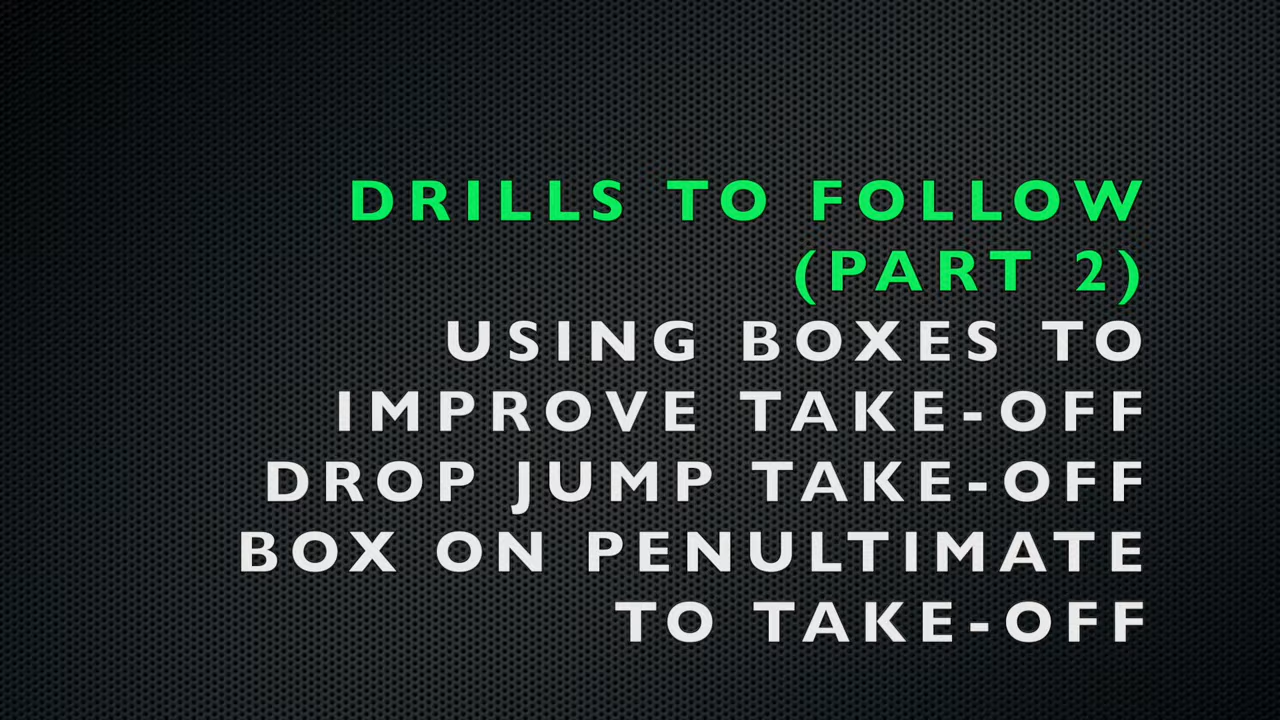 DRILLS TO FOLLOW
(PART 2)
USING BOXES TO
IMPROVE TAKE-OFF
DROP JUMP TAKE-OFF
BOX ON PENULTIMATE
TO TAKE-OFF